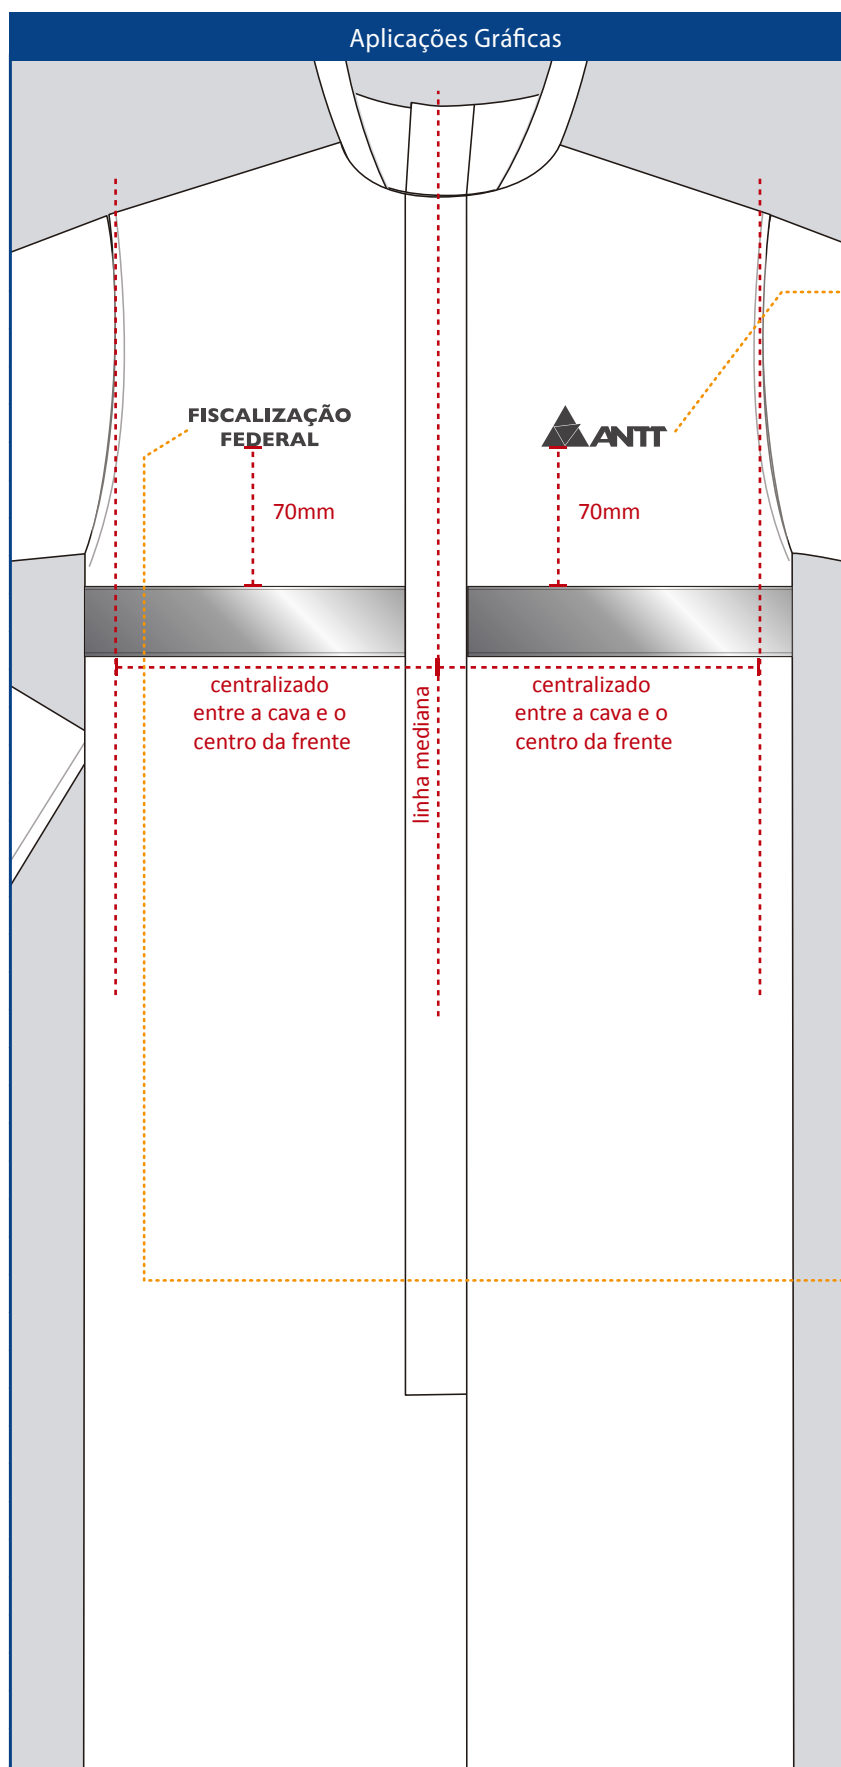 Aplicações Gráficas
FISCALIZAÇÃO
FEDERAL
ANTT
70mm
70mm
centralizado
entre a cava e o
centro da frente
centralizado
entre a cava e o
centro da frente
linha mediana